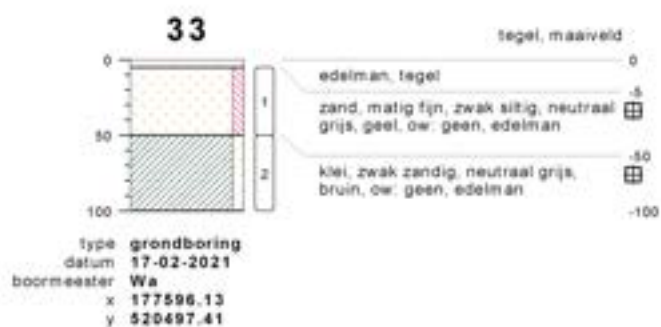 33
tegel, maaiveld
0
0
edelman, tegel
-5
1
zand, matig fijn, zwak siltig, neutraal
grijs, geel, ow: geen, edelman
50
-50
2
klei, zwak zandig, neutraal grijs,
bruin, ow: geen, edelman
100
-100
type grondboring
datum 17-02-2021
boormeester Wa
x 177596.13
y 520497.41